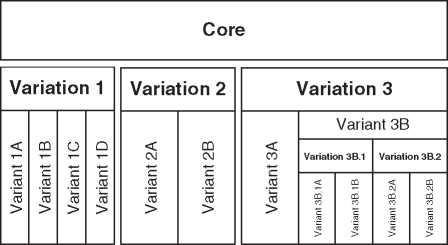 Core
Variation 1
Variant 1A
Variant 1B
Variant 1C
Variant 1D
Variation 2
Variant 2A
Variant 2B
Variation 3
Variant 3A
Variant 3B
Variation 3B.1
Variant 3B.1A
Variant 3B.1B
Variation 3B.2
Variant 3B.2A
Variant 3B.2B